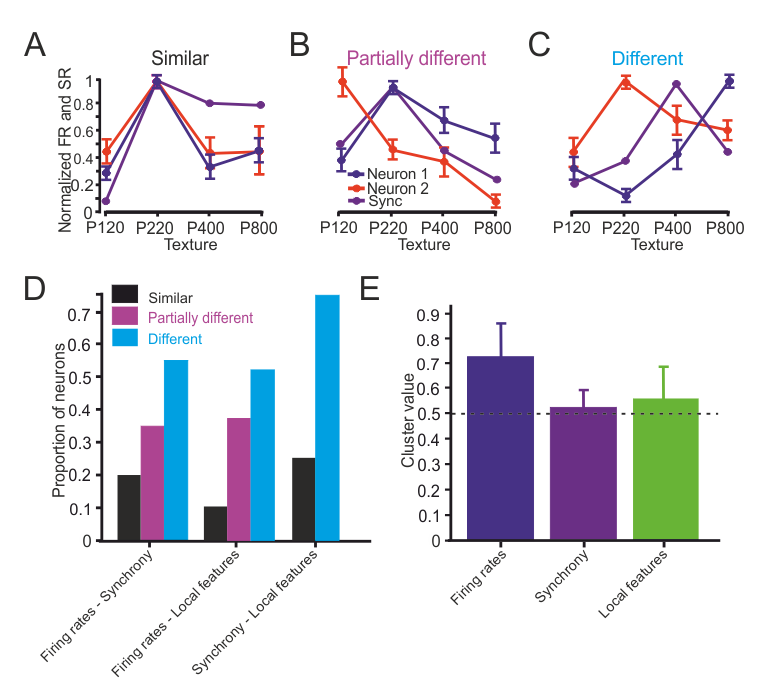 A
Similar
Normalized FR and SR
1
0.8
0.6
0.4
0.2
0
P120 P220 P400 P800
Texture
B
Partially different
Neuron 1
Neuron 2
Sync
P120 P220 P400 P800
Texture
C
Different
P120 P220 P400 P800
Texture
D
Similar
Partially different
Different
Proportion of neurons
0.7
0.6
0.5
0.4
0.3
0.2
0.1
0
Firing rates - Synchrony
Firing rates - Local features
Synchrony - Local features
E
Cluster value
0.9
0.8
0.7
0.6
0.5
0.4
0.3
0.2
0.1
0
Firing rates
Synchrony
Local features